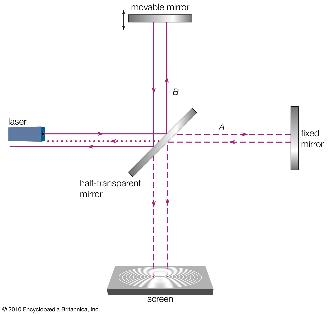 movable mirror
B
laser
A
fixed
mirror
half-transparent
mirror
screen
© 2010 Encyclopædia Britannica, Inc.